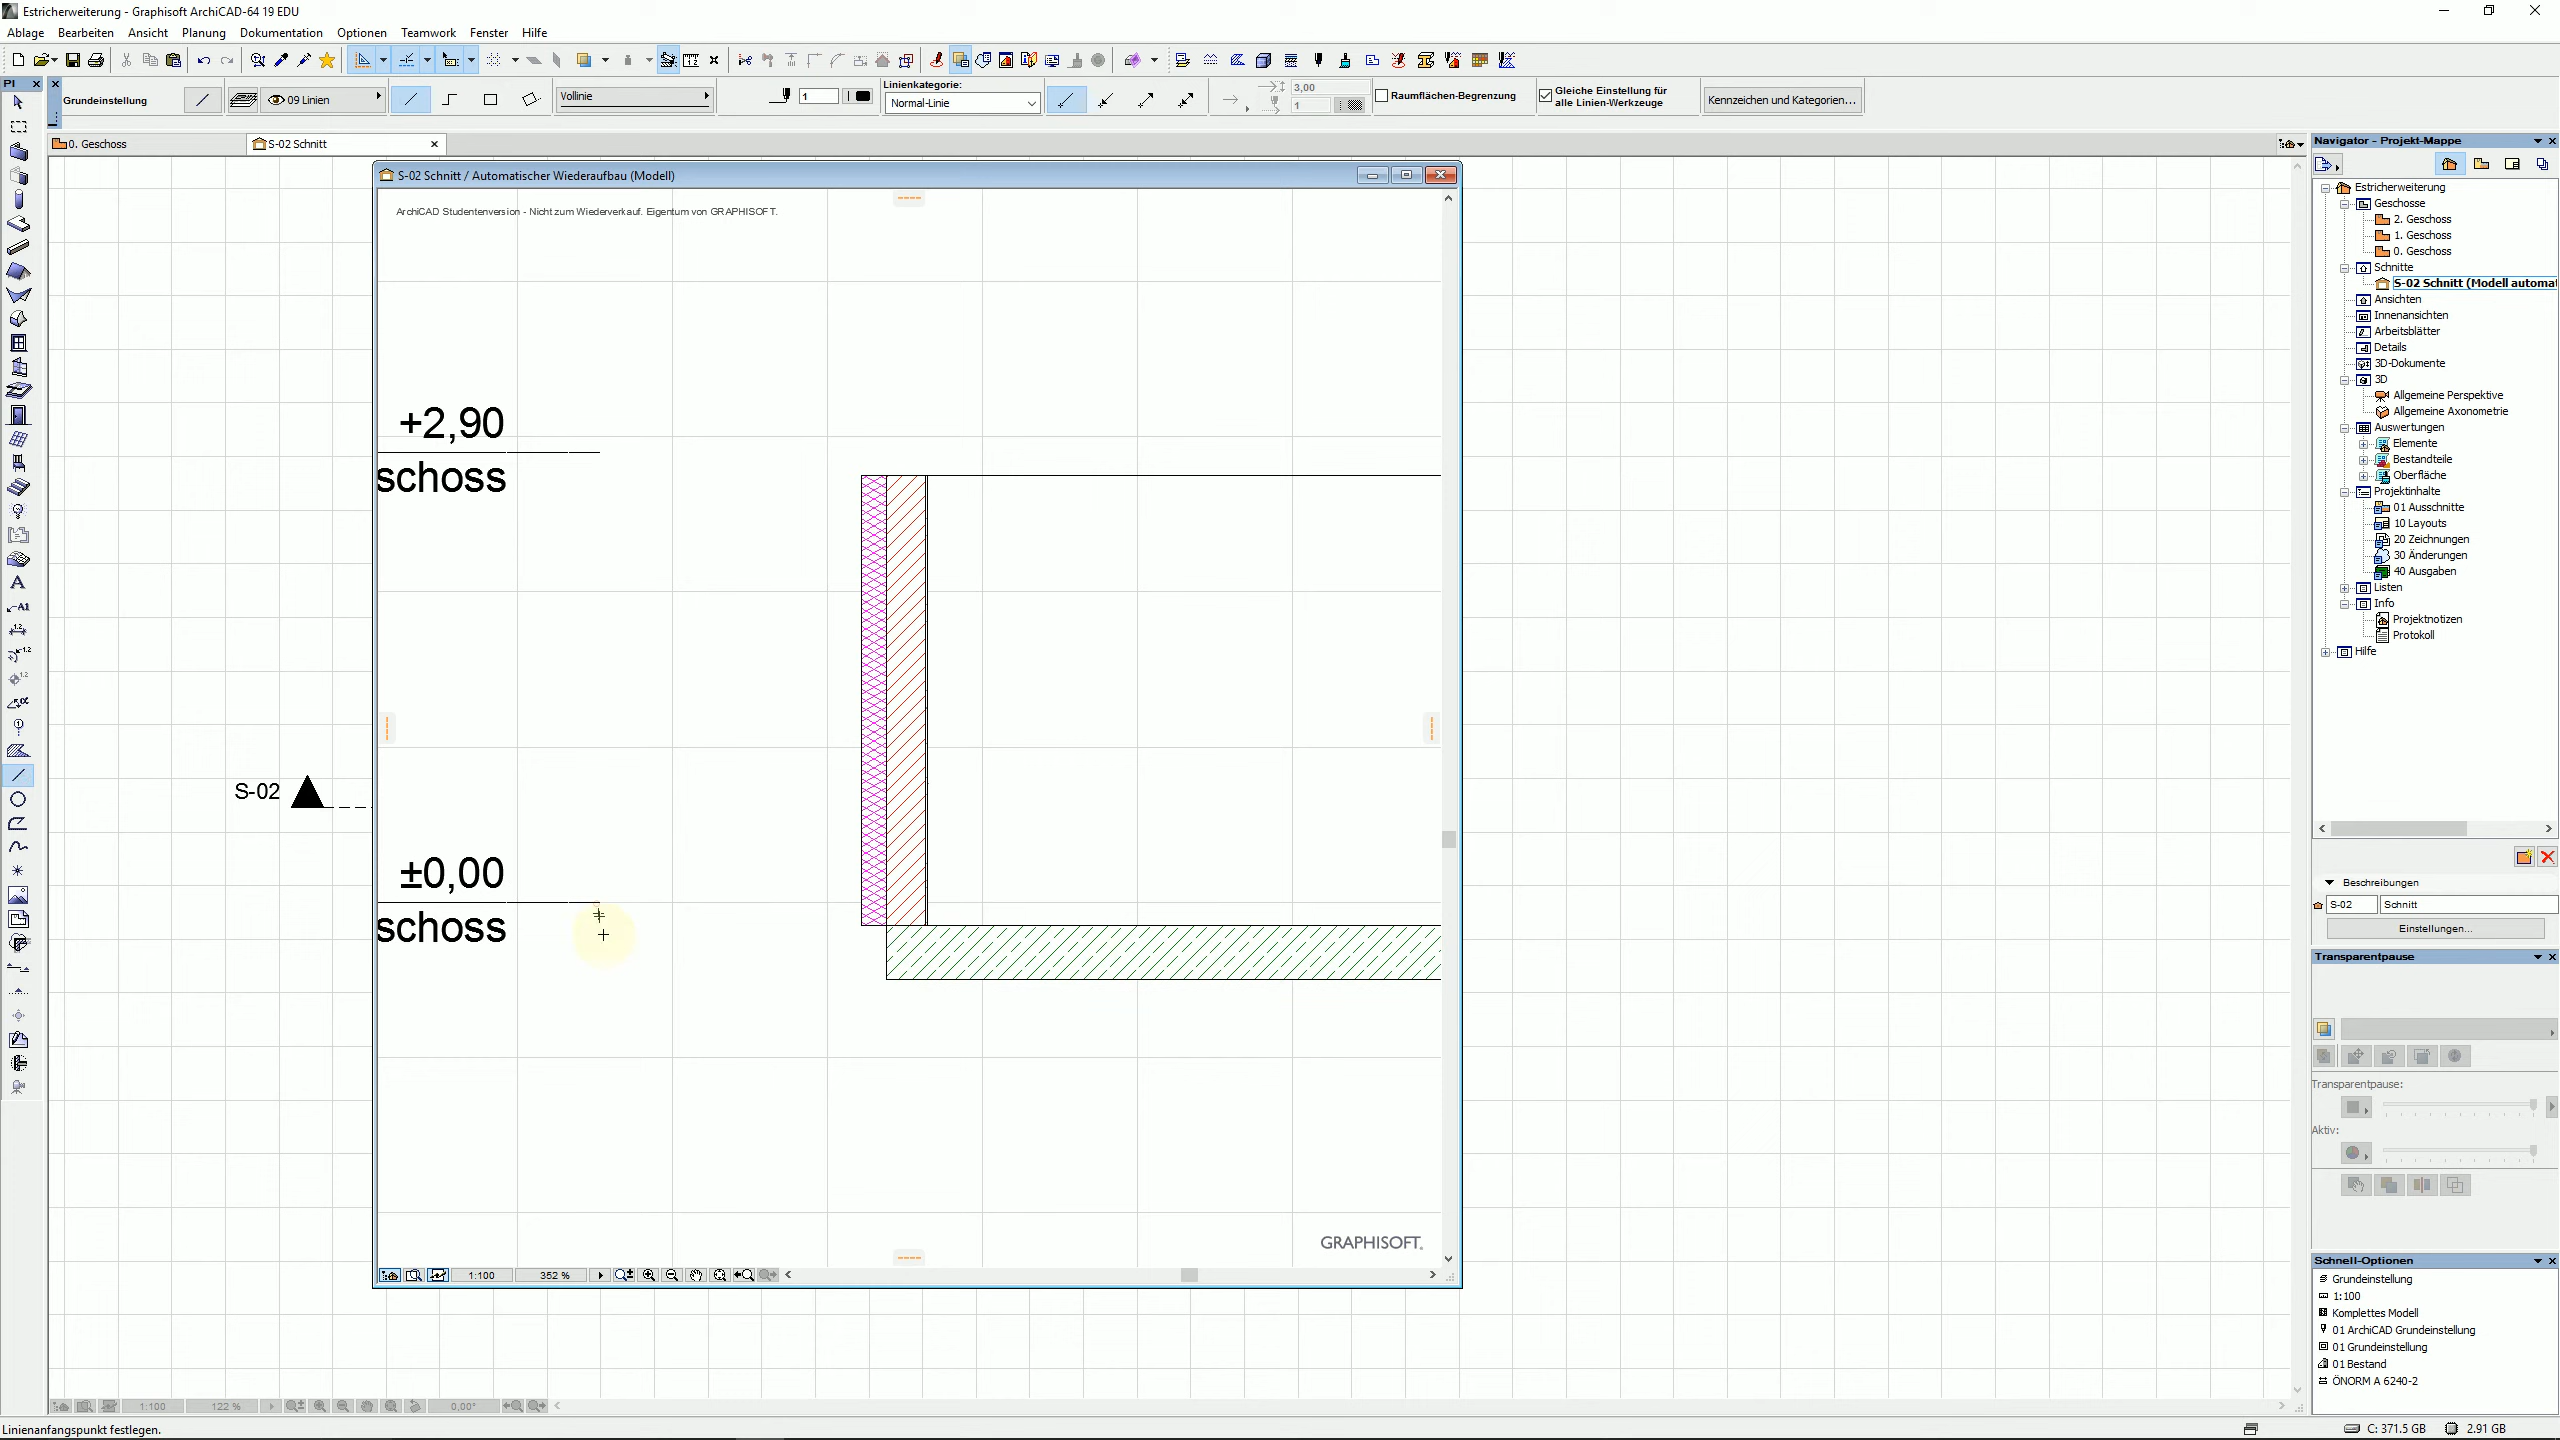 Estricherweiterung - Graphisoft ArchiCAD-64 19 EDU
Ablage Bearbeiten Ansicht Planung Dokumentation Optionen Teamwork Fenster Hilfe
PI
Grundeinstellung
09 Linien
Vollinie
1
Linienkategorie:
Normal-Linie
3,00
1
Raumflächen-Begrenzung
Gleiche Einstellung für
alle Linien-Werkzeuge
Kennzeichen und Kategorien...
0. Geschoss
S-02 Schnitt
S-02 Schnitt / Automatischer Wiederaufbau (Modell)
ArchiCAD Studentenversion - Nicht zum Wiederverkauf. Eigentum von GRAPHISOFT.
+2,90
schoss
S-02
±0,00
schoss
GRAPHISOFT.
1:100
352 %
1:100
122 %
0,00°
Linienanfangspunkt festlegen.
Navigator - Projekt-Mappe
Estricherweiterung
Geschosse
2. Geschoss
1. Geschoss
0. Geschoss
Schnitte
S-02 Schnitt (Modell automat
Ansichten
Innenansichten
Arbeitsblätter
Details
3D-Dokumente
3D
Allgemeine Perspektive
Allgemeine Axonometrie
Auswertungen
Elemente
Bestandteile
Oberfläche
Projektinhalte
01 Ausschnitte
10 Layouts
20 Zeichnungen
30 Änderungen
40 Ausgaben
Listen
Info
Projektnotizen
Protokoll
Hilfe
Beschreibungen
S-02
Schnitt
Einstellungen...
Transparentpause
Transparentpause:
Aktiv:
Schnell-Optionen
Grundeinstellung
1:100
Komplettes Modell
01 ArchiCAD Grundeinstellung
01 Grundeinstellung
01 Bestand
ÖNORM A 6240-2
C: 371.5 GB
2.91 GB